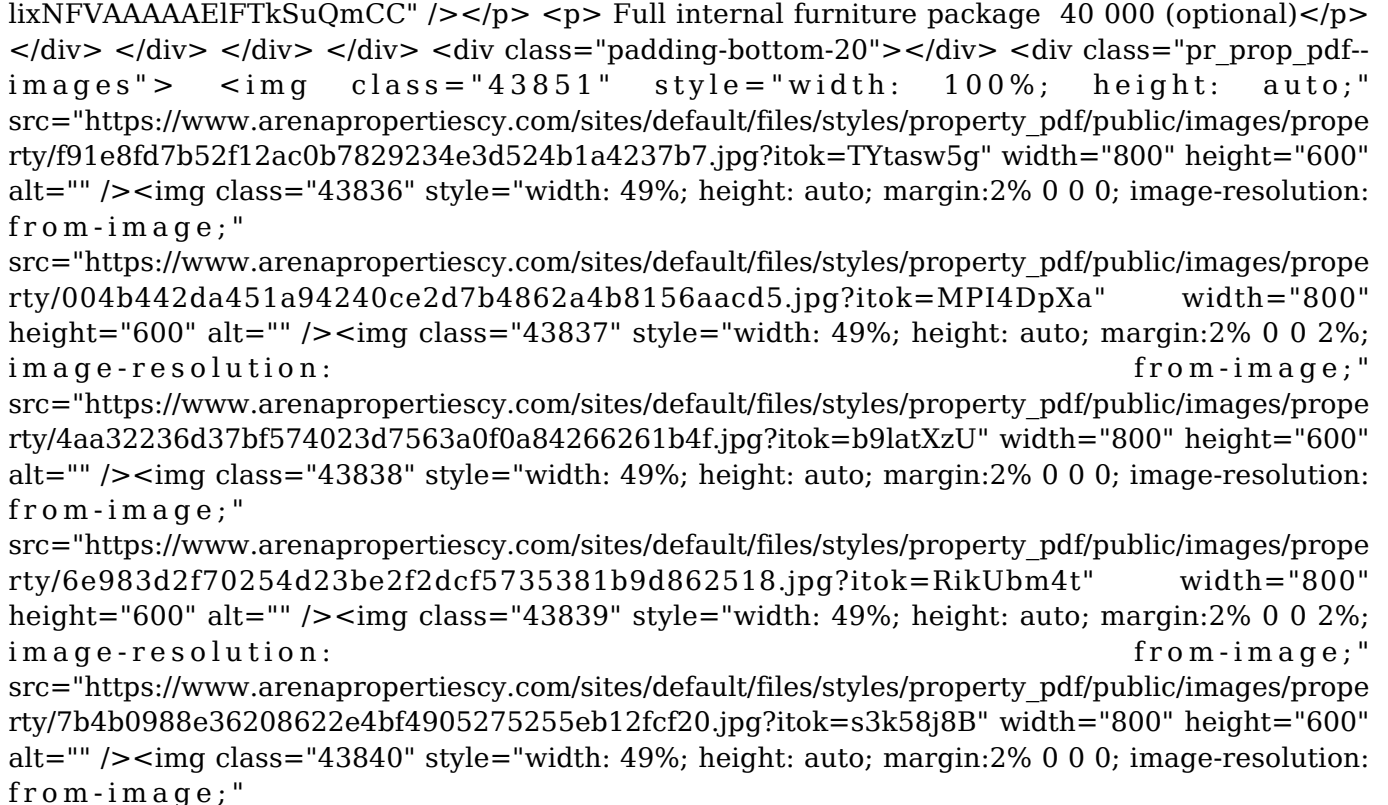 lixNFVAAAAAElFTkSuQmCC" /></p> <p> Full internal furniture package 40 000 (optional)</p>
</div> </div> </div> </div> <div class="padding-bottom-20"></div> <div class="pr_prop_pdf--
images"> <img class="43851" style="width: 100%; height: auto;"
src="https://www.arenapropertiescy.com/sites/default/files/styles/property_pdf/public/images/prope
rty/f91e8fd7b52f12ac0b7829234e3d524b1a4237b7.jpg?itok=TYtasw5g" width="800" height="600"
alt="" /><img class="43836" style="width: 49%; height: auto; margin:2% 0 0 0; image-resolution:
from-image;"
src="https://www.arenapropertiescy.com/sites/default/files/styles/property_pdf/public/images/prope
rty/004b442da451a94240ce2d7b4862a4b8156aacd5.jpg?itok=MPI4DpXa" width="800"
height="600" alt="" /><img class="43837" style="width: 49%; height: auto; margin:2% 0 0 2%;
image-resolution: from-image;"
src="https://www.arenapropertiescy.com/sites/default/files/styles/property_pdf/public/images/prope
rty/4aa32236d37bf574023d7563a0f0a84266261b4f.jpg?itok=b9latXzU" width="800" height="600"
alt="" /><img class="43838" style="width: 49%; height: auto; margin:2% 0 0 0; image-resolution:
from-image;"
src="https://www.arenapropertiescy.com/sites/default/files/styles/property_pdf/public/images/prope
rty/6e983d2f70254d23be2f2dcf5735381b9d862518.jpg?itok=RikUbm4t" width="800"
height="600" alt="" /><img class="43839" style="width: 49%; height: auto; margin:2% 0 0 2%;
image-resolution: from-image;"
src="https://www.arenapropertiescy.com/sites/default/files/styles/property_pdf/public/images/prope
rty/7b4b0988e36208622e4bf4905275255eb12fcf20.jpg?itok=s3k58j8B" width="800" height="600"
alt="" /><img class="43840" style="width: 49%; height: auto; margin:2% 0 0 0; image-resolution:
from-image;"